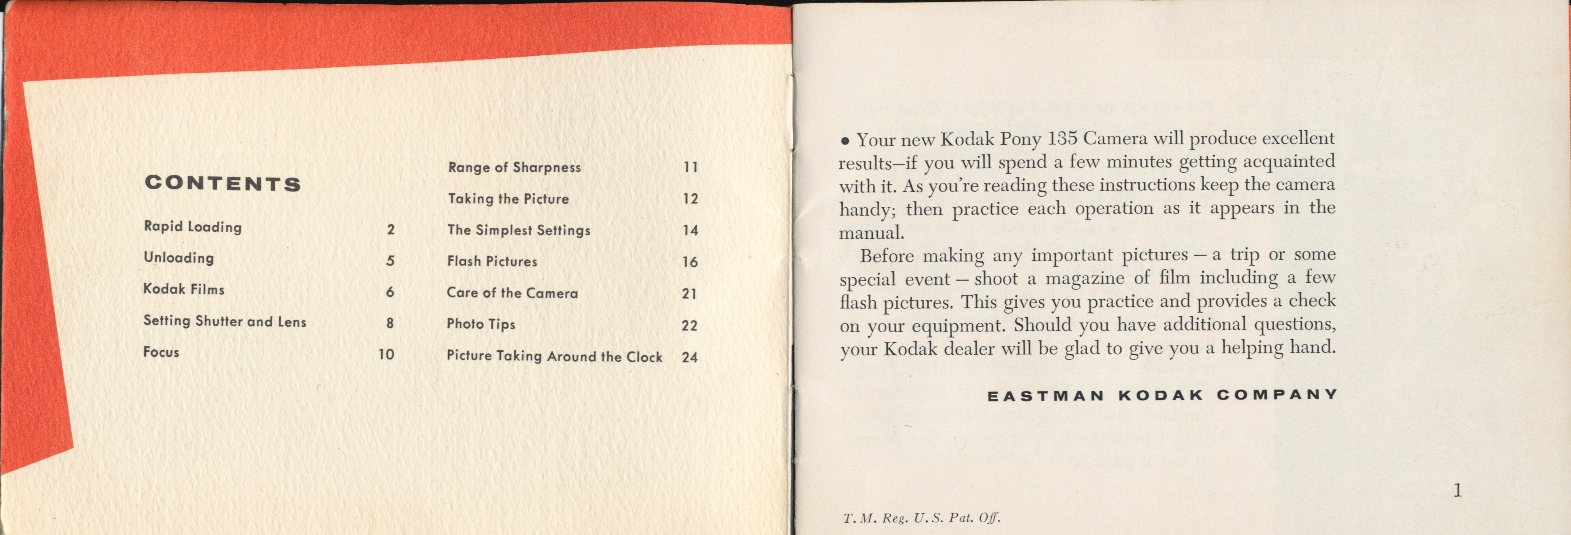 CONTENTS
Rapid Loading 2
Unloading 5
Kodak Films 6
Setting Shutter and Lens 8
Focus 10
Range of Sharpness 11
Taking the Picture 12
The Simplest Settings 14
Flash Pictures 16
Care of the Camera 21
Photo Tips 22
Picture Taking Around the Clock 24
● Your new Kodak Pony 135 Camera will produce excellent
results—if you will spend a few minutes getting acquainted
with it. As you're reading these instructions keep the camera
handy; then practice each operation as it appears in the
manual.
Before making any important pictures — a trip or some
special event — shoot a magazine of film including a few
flash pictures. This gives you practice and provides a check
on your equipment. Should you have additional questions,
your Kodak dealer will be glad to give you a helping hand.
EASTMAN KODAK COMPANY
1
T. M. Reg. U. S. Pat. Off.